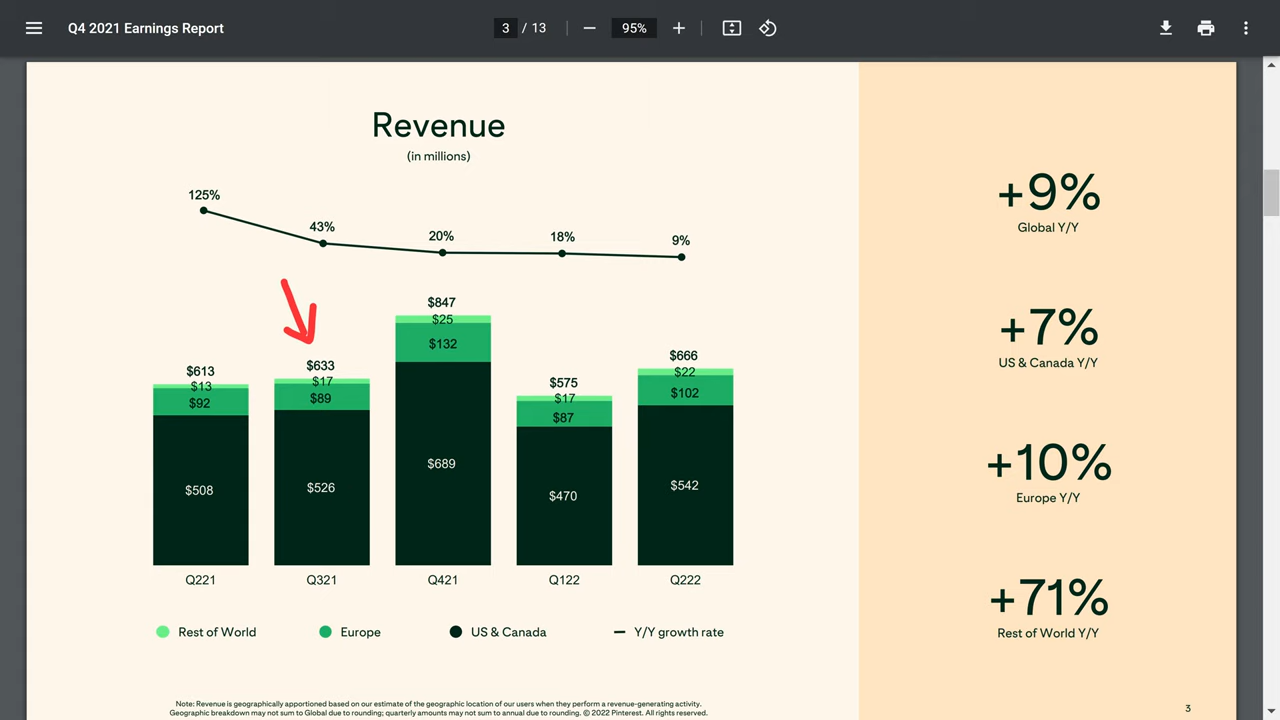 Q4 2021 Earnings Report
3 / 13
95%
Revenue
(in millions)
125%
43%
20%
18%
9%
$613
$13
$92
$508
$633
$17
$89
$526
$847
$25
$132
$689
$575
$17
$87
$470
$666
$22
$102
$542
Q221
Q321
Q421
Q122
Q222
Rest of World
Europe
US & Canada
Y/Y growth rate
+9%
Global Y/Y
+7%
US & Canada Y/Y
+10%
Europe Y/Y
+71%
Rest of World Y/Y
Note: Revenue is geographically apportioned based on our estimate of the geographic location of our users when they perform a revenue-generating activity.
Geographic breakdown may not sum to Global due to rounding; quarterly amounts may not sum to annual due to rounding. © 2022 Pinterest. All rights reserved.
3